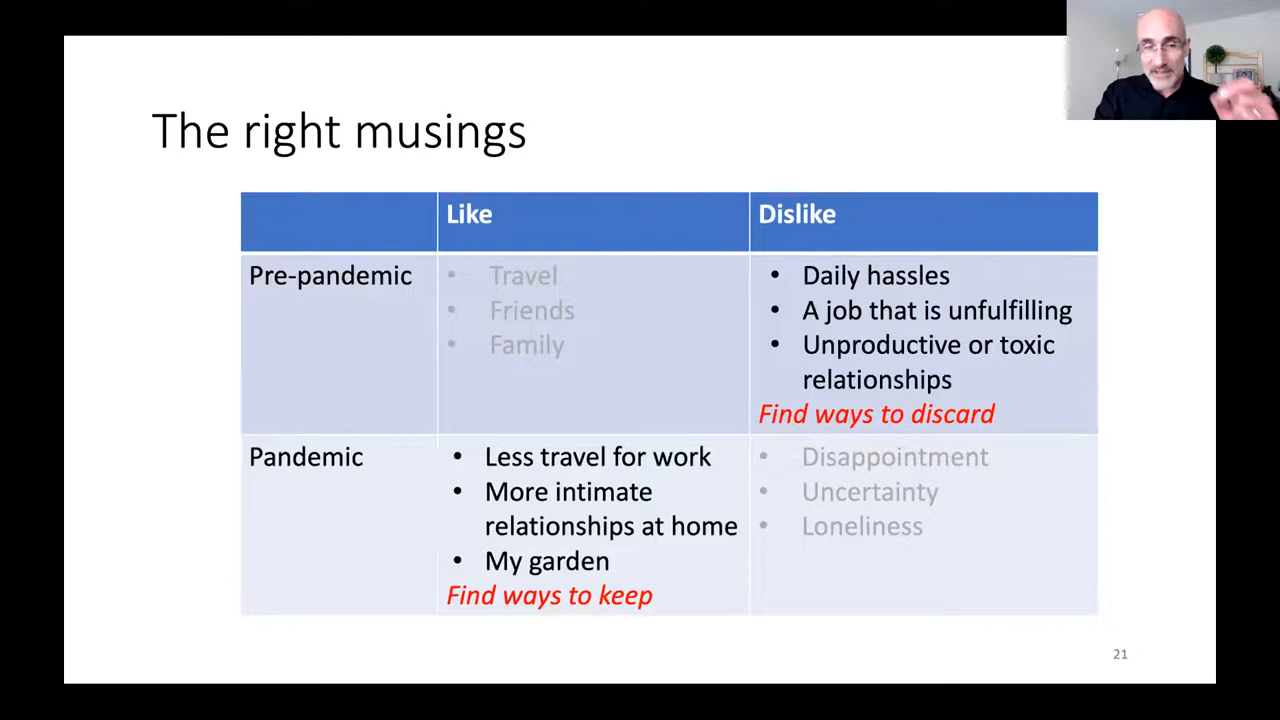 The right musings
Like
Dislike
Pre-pandemic
• Travel
• Friends
• Family
• Daily hassles
• A job that is unfulfilling
• Unproductive or toxic
relationships
Find ways to discard
Pandemic
• Less travel for work
• More intimate
relationships at home
• My garden
Find ways to keep
• Disappointment
• Uncertainty
• Loneliness
21